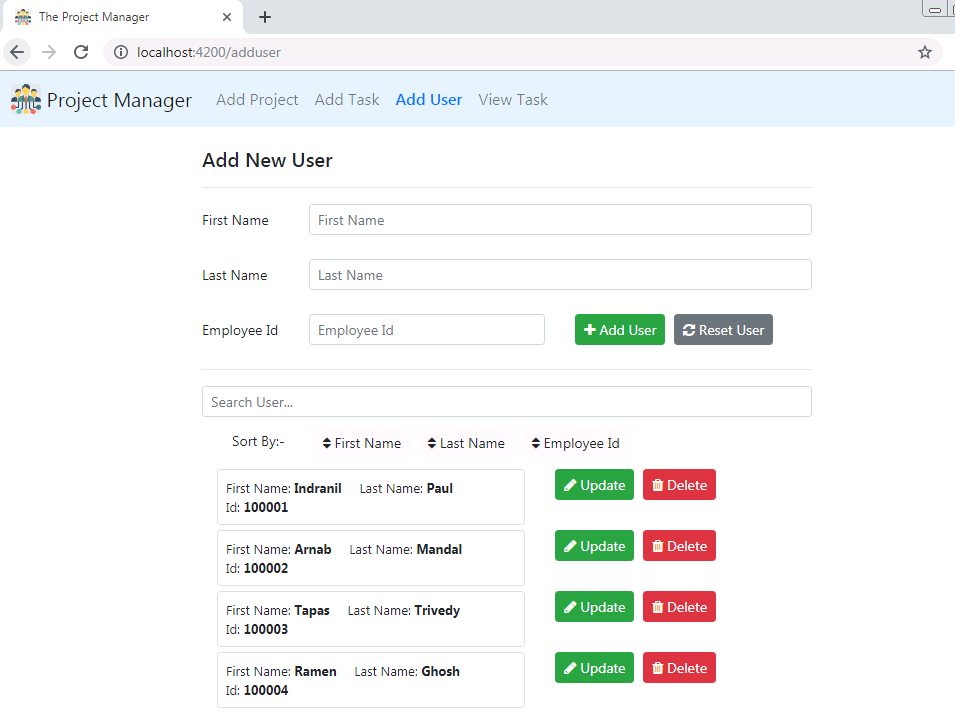 The Project Manager
localhost:4200/adduser
Project Manager Add Project Add Task Add User View Task
Add New User
First Name First Name
Last Name Last Name
Employee Id Employee Id Add User Reset User
Search User...
Sort By:- First Name Last Name Employee Id
First Name: Indranil Last Name: Paul Update Delete
Id: 100001
First Name: Arnab Last Name: Mandal Update Delete
Id: 100002
First Name: Tapas Last Name: Trivedy Update Delete
Id: 100003
First Name: Ramen Last Name: Ghosh Update Delete
Id: 100004